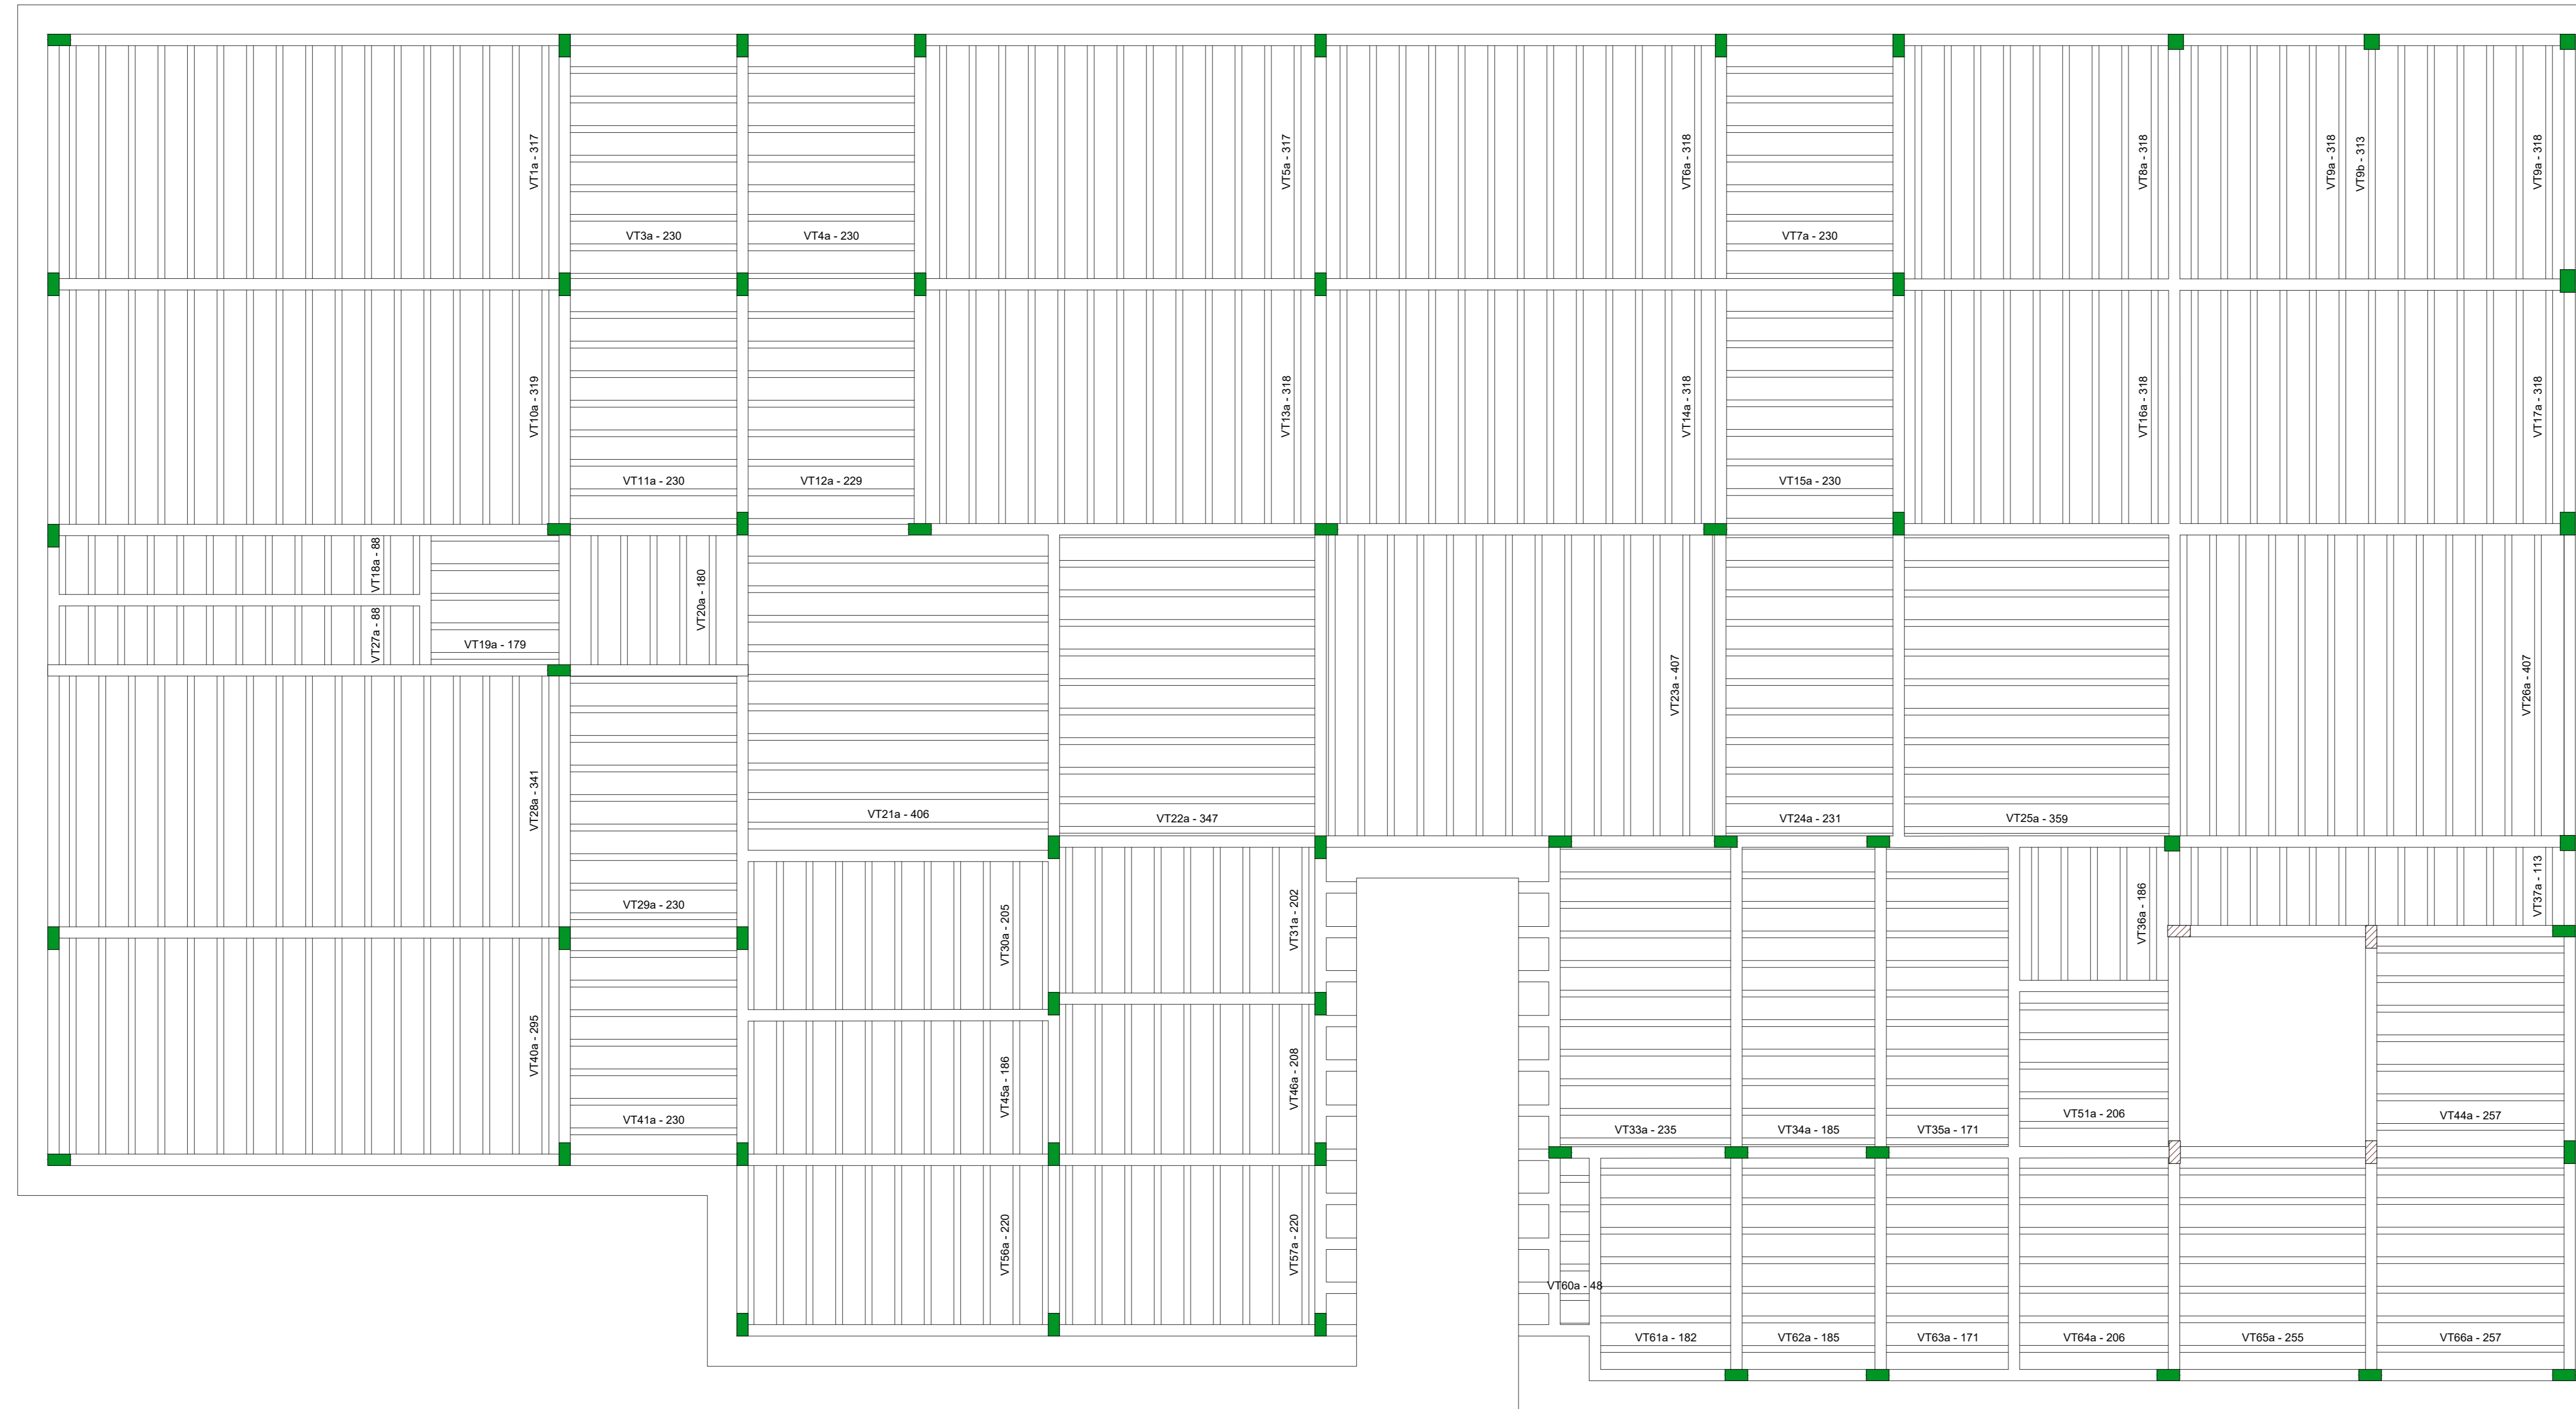 VT1a - 317
VT5a - 317
VT6a - 318
VT8a - 318
VT9a - 318
VT9b - 313
VT9a - 318
VT3a - 230
VT4a - 230
VT7a - 230
VT10a - 319
VT13a - 318
VT14a - 318
VT16a - 318
VT17a - 318
VT11a - 230
VT12a - 229
VT15a - 230
VT18a - 88
VT27a - 88
VT19a - 179
VT20a - 180
VT23a - 407
VT26a - 407
VT28a - 341
VT21a - 406
VT22a - 347
VT24a - 231
VT25a - 359
VT29a - 230
VT30a - 205
VT31a - 202
VT36a - 186
VT37a - 113
VT40a - 295
VT45a - 186
VT46a - 208
VT41a - 230
VT33a - 235
VT34a - 185
VT35a - 171
VT51a - 206
VT44a - 257
VT56a - 220
VT57a - 220
VT60a - 48
VT61a - 182
VT62a - 185
VT63a - 171
VT64a - 206
VT65a - 255
VT66a - 257